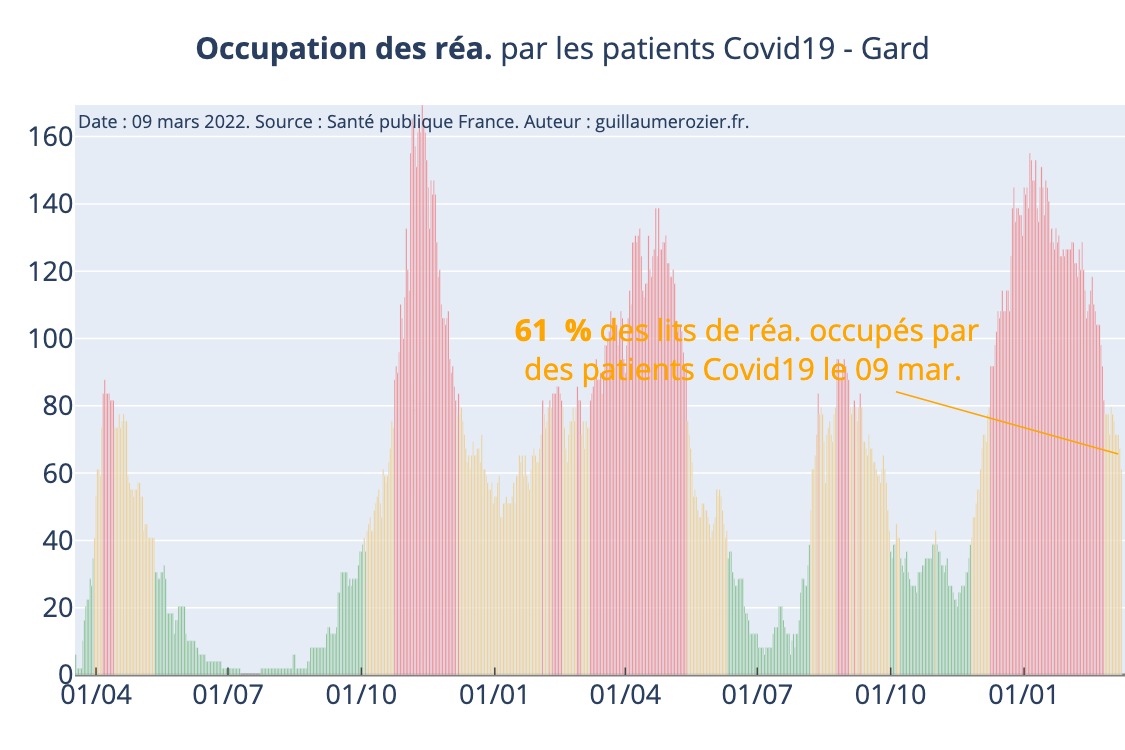 Occupation des réa. par les patients Covid19 - Gard
Date : 09 mars 2022. Source : Santé publique France. Auteur : guillaumerozier.fr.
160
140
120
100
80
60
40
20
0
61 % des lits de réa. occupés par
des patients Covid19 le 09 mar.
01/04 01/07 01/10 01/01 01/04 01/07 01/10 01/01